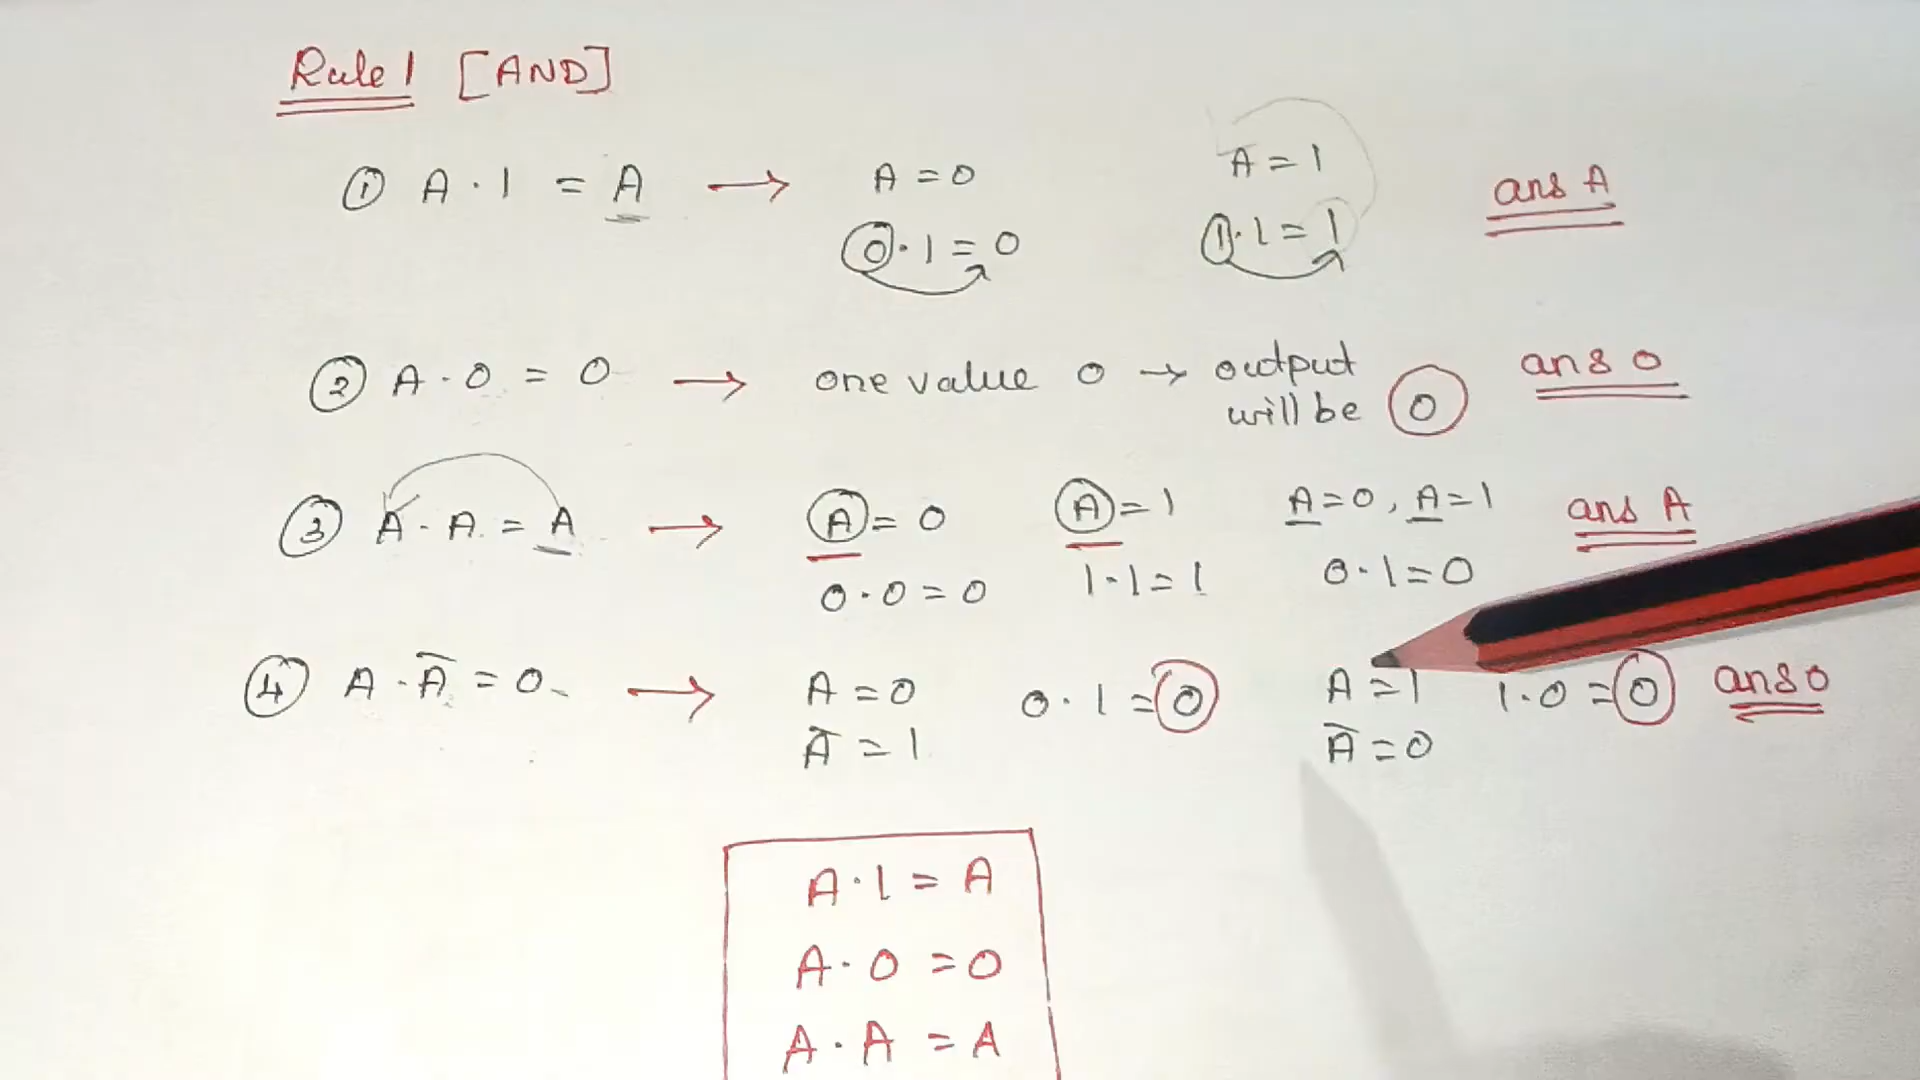 Rule 1 [AND]
① A · 1 = A → A = 0 A = 1 ans A
0 · 1 = 0 1 · 1 = 1
② A · 0 = 0 → one value 0 → output will be 0 ans 0
③ A · A = A → A = 0 A = 1 A = 0, A = 1 ans A
0 · 0 = 0 1 · 1 = 1 0 · 1 = 0
④ A · A̅ = 0 → A = 0 0 · 1 = 0 A = 1 1 · 0 = 0 ans 0
A̅ = 1 A̅ = 0
A · 1 = A
A · 0 = 0
A · A = A